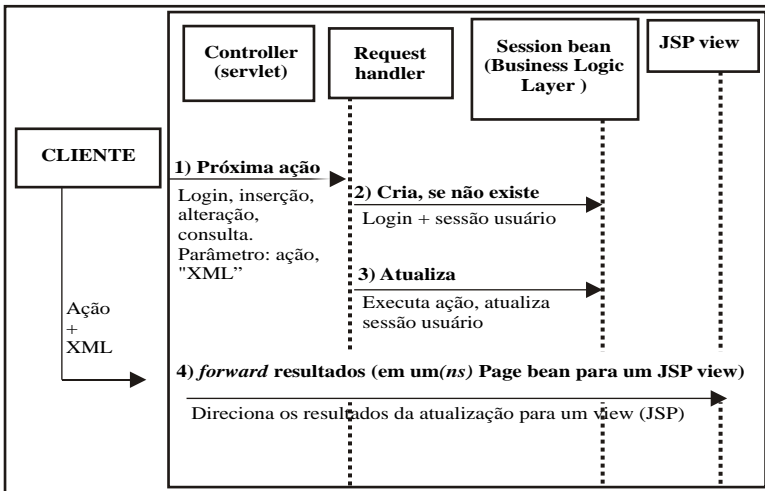 Controller
(servlet)
Request
handler
Session bean
(Business Logic
Layer )
JSP view
CLIENTE
1) Próxima ação
Login, inserção,
alteração,
consulta.
Parâmetro: ação,
"XML”
2) Cria, se não existe
Login + sessão usuário
3) Atualiza
Executa ação, atualiza
sessão usuário
Ação
+
XML
4) forward resultados (em um(ns) Page bean para um JSP view)
Direciona os resultados da atualização para um view (JSP)